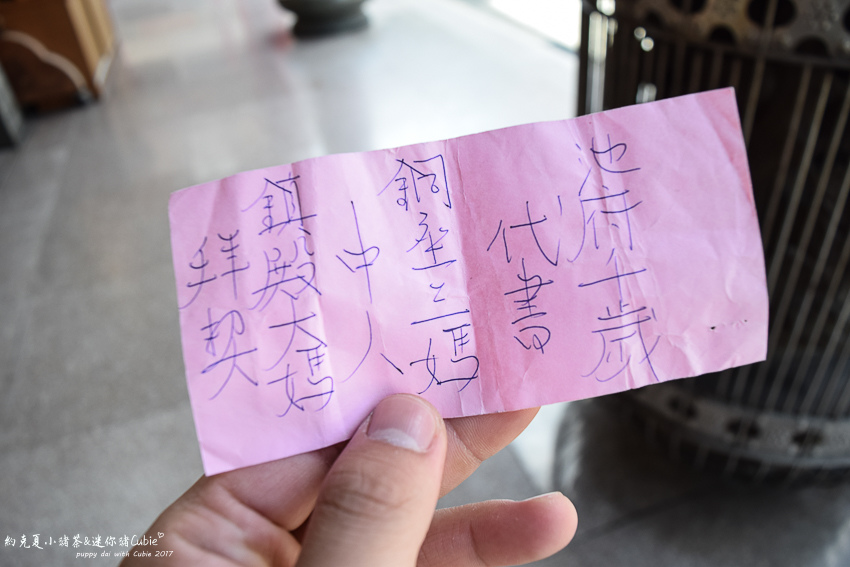 池府千歲
代書
銅座三媽
中人
鎮殿大媽
拜契
約克夏小豬茶&迷你豬Cubie
puppy dai with Cubie 2017